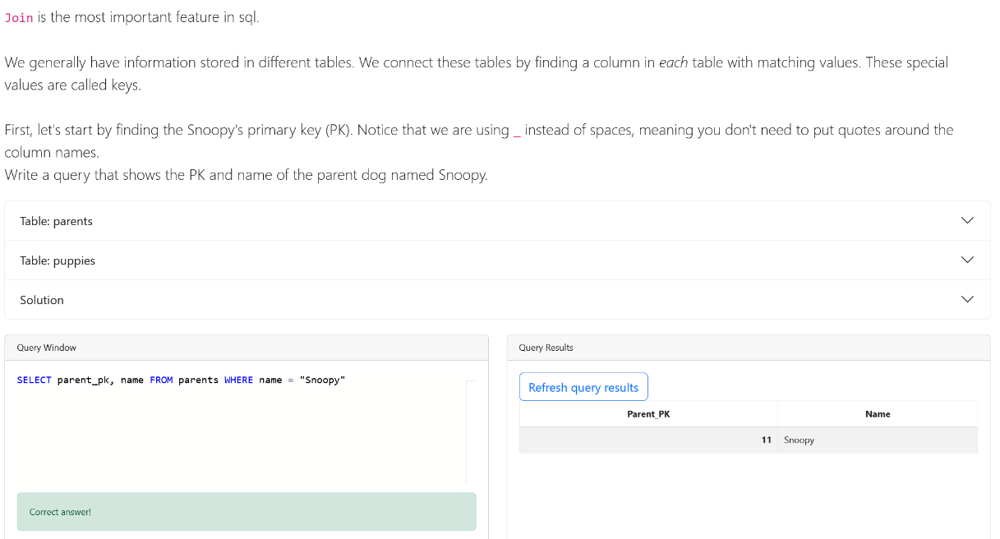 Join is the most important feature in sql.
We generally have information stored in different tables. We connect these tables by finding a column in each table with matching values. These special
values are called keys.
First, let's start by finding the Snoopy's primary key (PK). Notice that we are using _ instead of spaces, meaning you don't need to put quotes around the
column names.
Write a query that shows the PK and name of the parent dog named Snoopy.
Table: parents
Table: puppies
Solution
Query Window
SELECT parent_pk, name FROM parents WHERE name = "Snoopy"
Correct answer!
Query Results
Refresh query results
Parent_PK Name
11 Snoopy